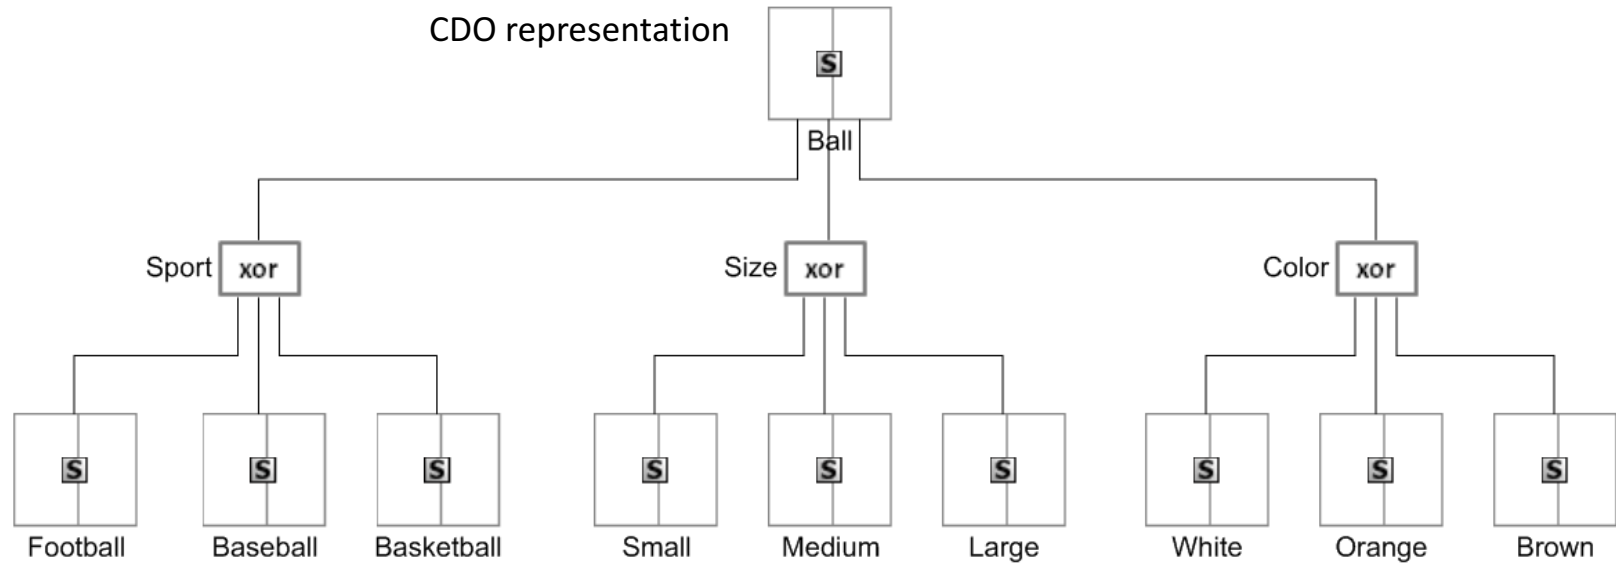 CDO representation
S
Ball
Sport xor
Size xor
Color xor
S S S S S S S S S
Football Baseball Basketball Small Medium Large White Orange Brown